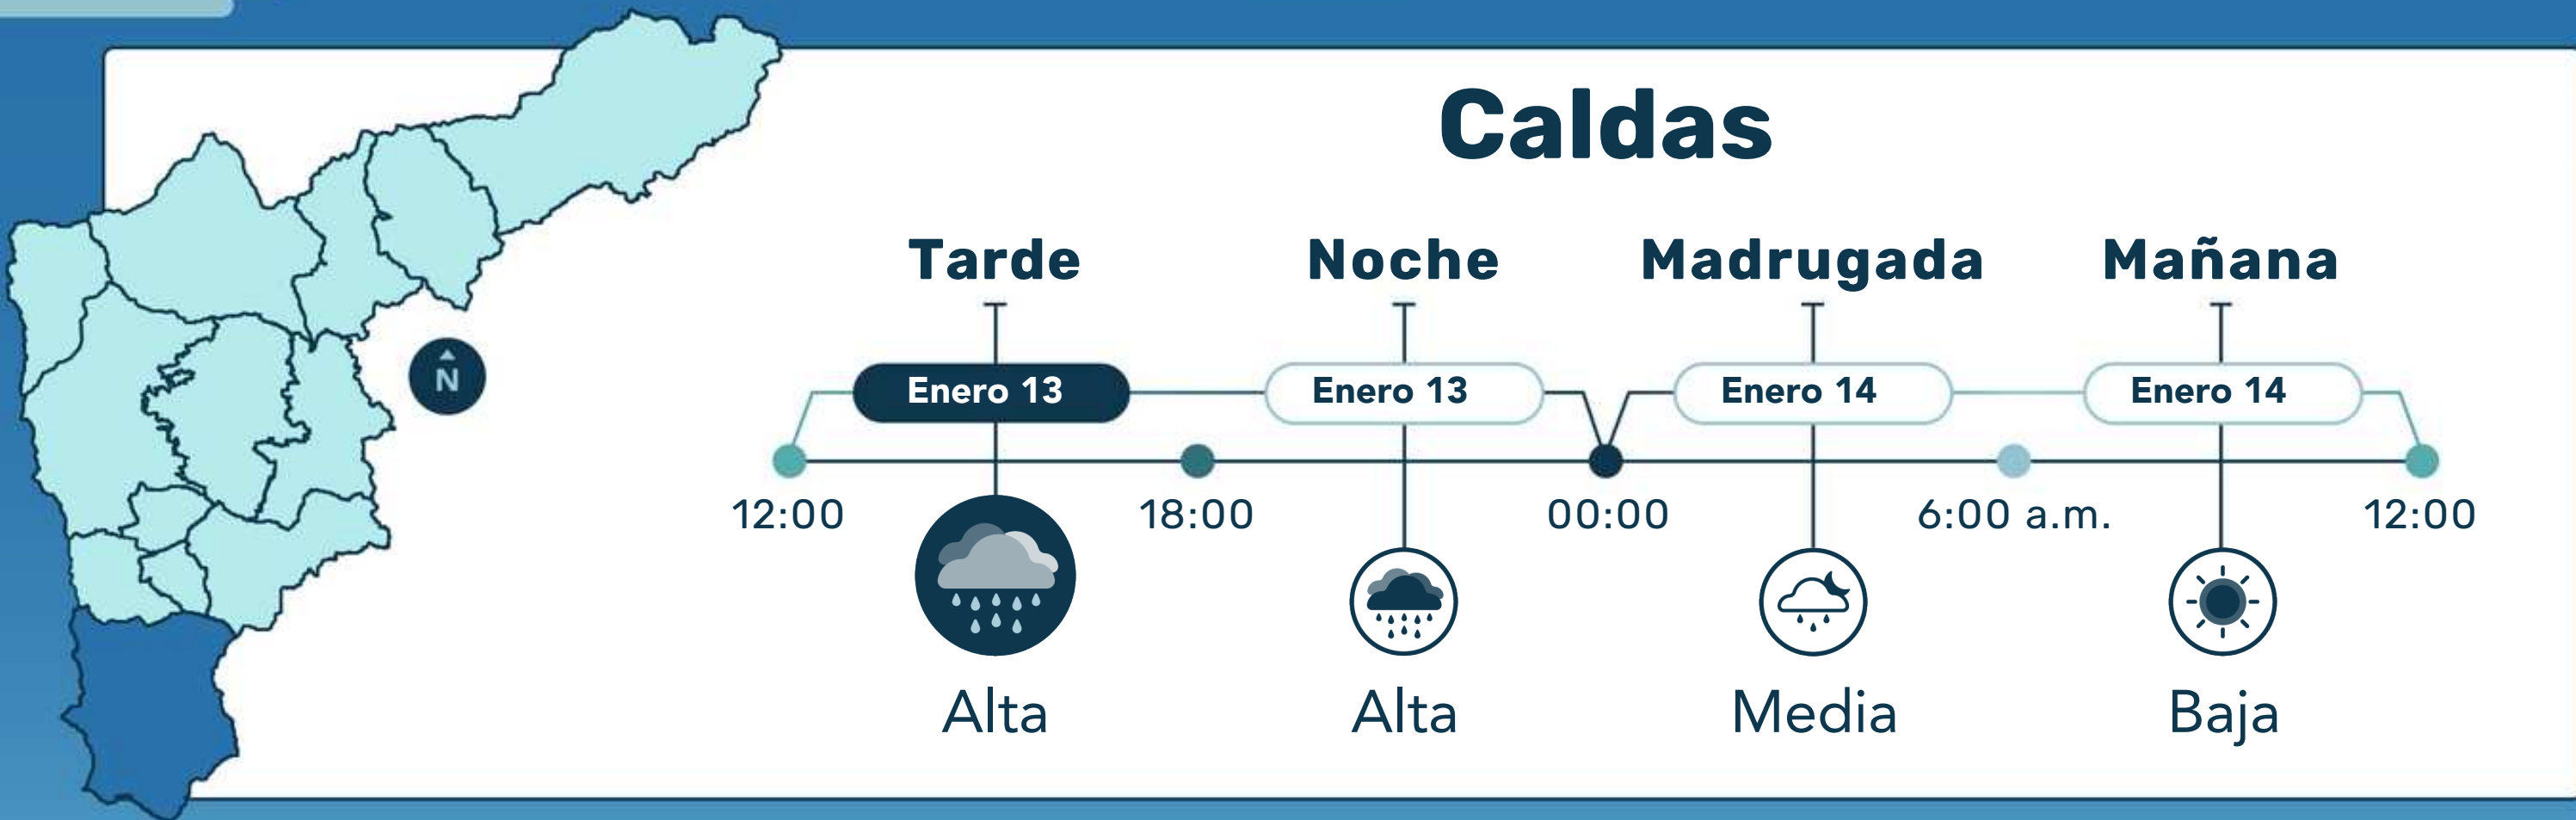 Caldas
Tarde
Noche
Madrugada
Mañana
Enero 13
Enero 13
Enero 14
Enero 14
N
12:00
18:00
00:00
6:00 a.m.
12:00
Alta
Alta
Media
Baja